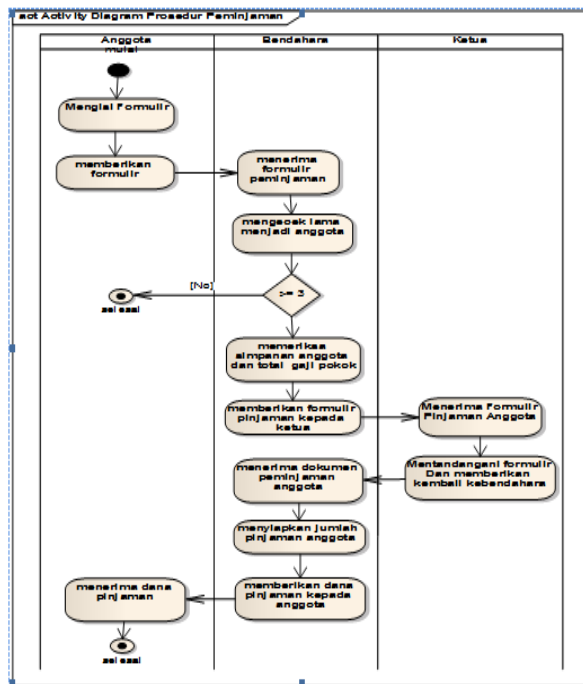 act Activity Diagram Prosedur Peminjaman
Anggota
Bendahara
Ketua
mulai
Mengisi Formulir
memberikan
formulir
menerima
formulir
peminjaman
mengecek lama
menjadi anggota
[No]
>= 3
selesai
memeriksa
simpanan anggota
dan total gaji pokok
memberikan formulir
pinjaman kepada
ketua
Menerima Formulir
Pinjaman Anggota
Mentandangani formulir
Dan memberikan
kembali kebendahara
menerima dokumen
peminjaman
anggota
menyiapkan jumlah
pinjaman anggota
memberikan dana
pinjaman kepada
anggota
menerima dana
pinjaman
selesai